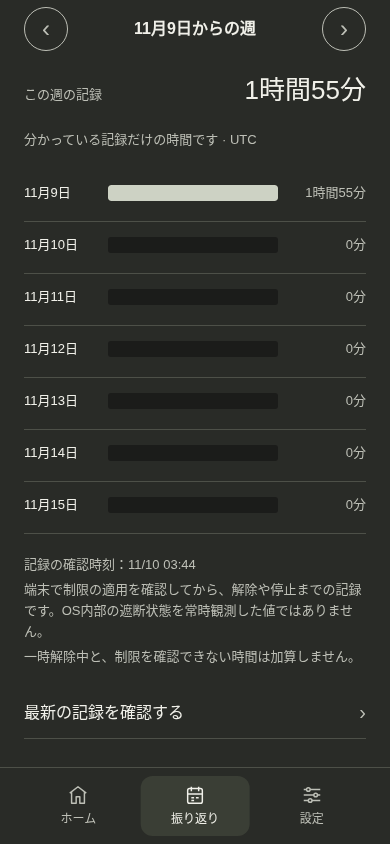 ‹ 11月9日からの週 ›
この週の記録 1時間55分
分かっている記録だけの時間です · UTC
11月9日 1時間55分
11月10日 0分
11月11日 0分
11月12日 0分
11月13日 0分
11月14日 0分
11月15日 0分
記録の確認時刻：11/10 03:44
端末で制限の適用を確認してから、解除や停止までの記録
です。OS内部の遮断状態を常時観測した値ではありませ
ん。
一時解除中と、制限を確認できない時間は加算しません。
最新の記録を確認する ›
ホーム 振り返り 設定